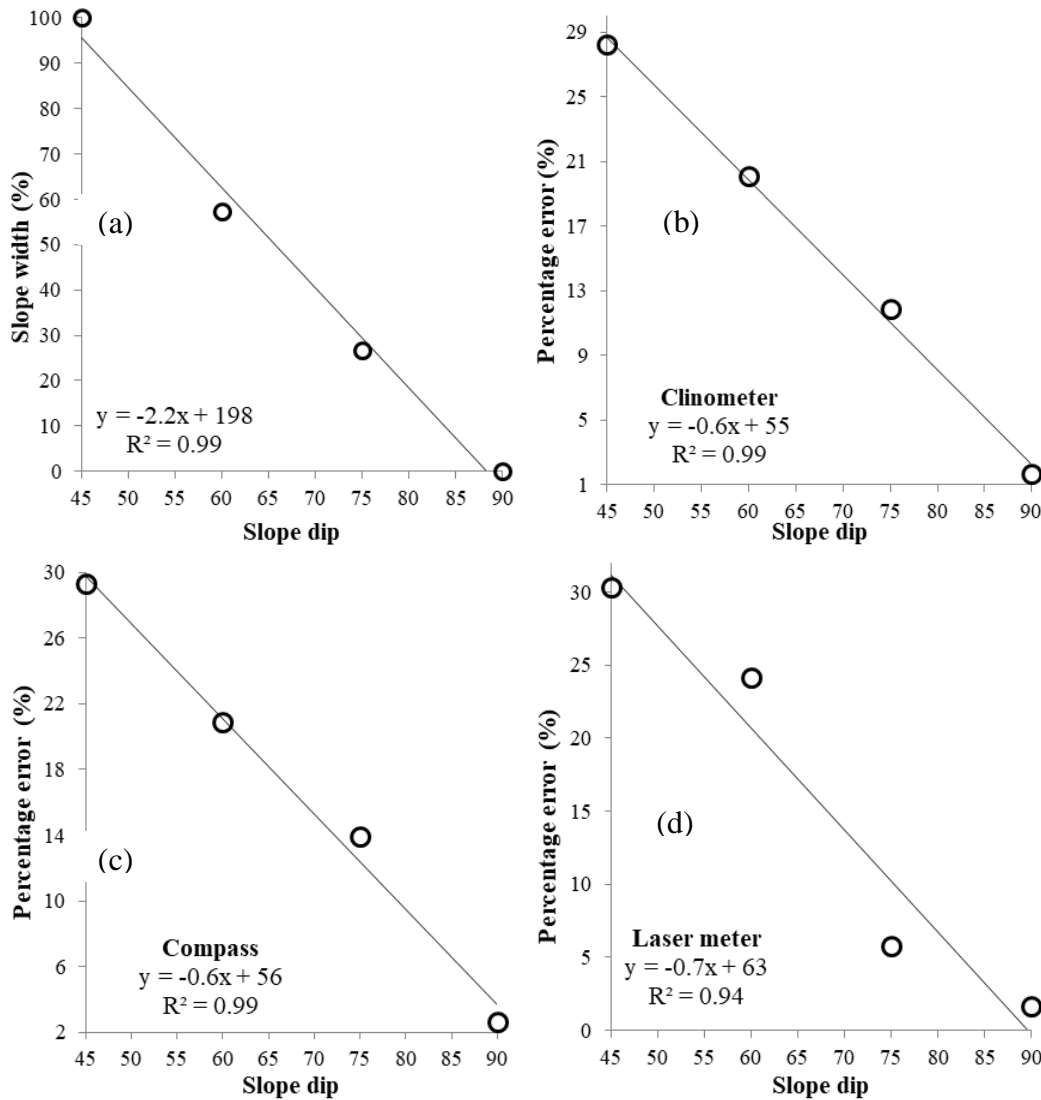 100
90
80
70
60
50
40
30
20
10
0
Slope width (%)
(a)
y = -2.2x + 198
R² = 0.99
45 50 55 60 65 70 75 80 85 90
Slope dip
29
25
21
17
13
9
5
1
Percentage error (%)
(b)
Clinometer
y = -0.6x + 55
R² = 0.99
45 50 55 60 65 70 75 80 85 90
Slope dip
30
26
22
18
14
10
6
2
Percentage error (%)
(c)
Compass
y = -0.6x + 56
R² = 0.99
45 50 55 60 65 70 75 80 85 90
Slope dip
30
25
20
15
10
5
0
Percentage error (%)
(d)
Laser meter
y = -0.7x + 63
R² = 0.94
45 50 55 60 65 70 75 80 85 90
Slope dip